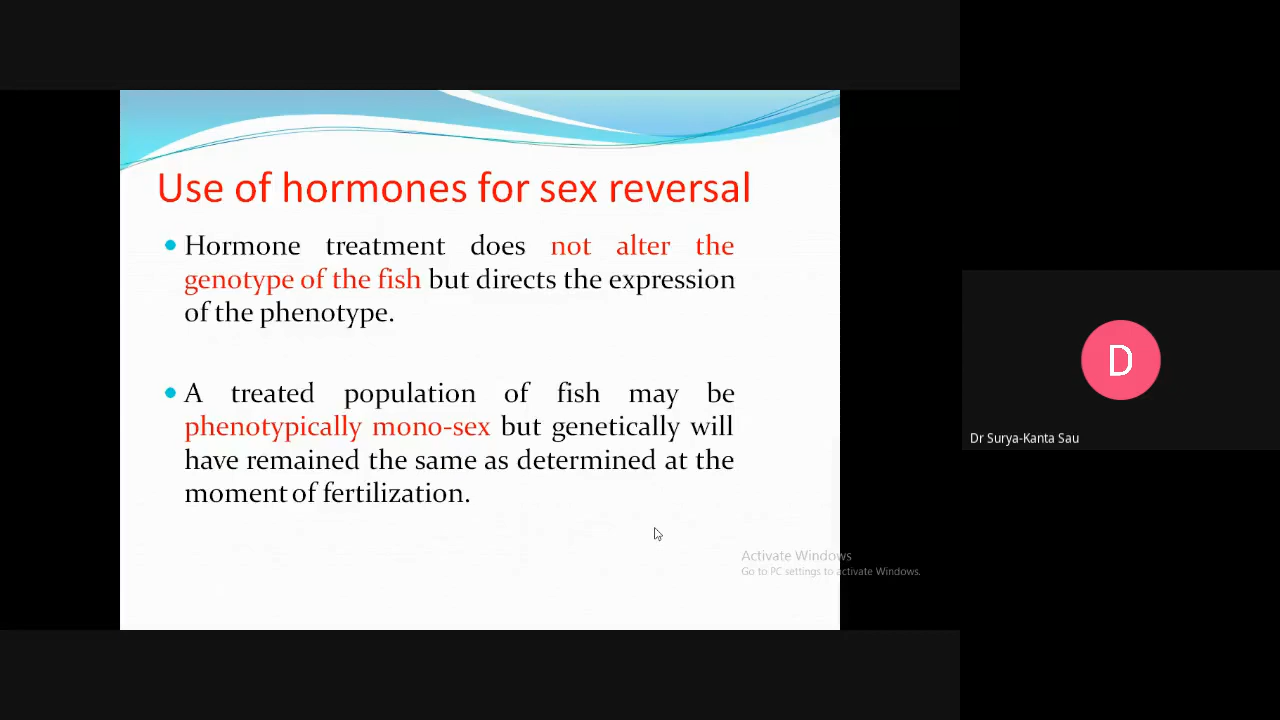 Use of hormones for sex reversal
Hormone treatment does not alter the
genotype of the fish but directs the expression
of the phenotype.
A treated population of fish may be
phenotypically mono-sex but genetically will
have remained the same as determined at the
moment of fertilization.
Activate Windows
Go to PC settings to activate Windows.
D
Dr Surya-Kanta Sau